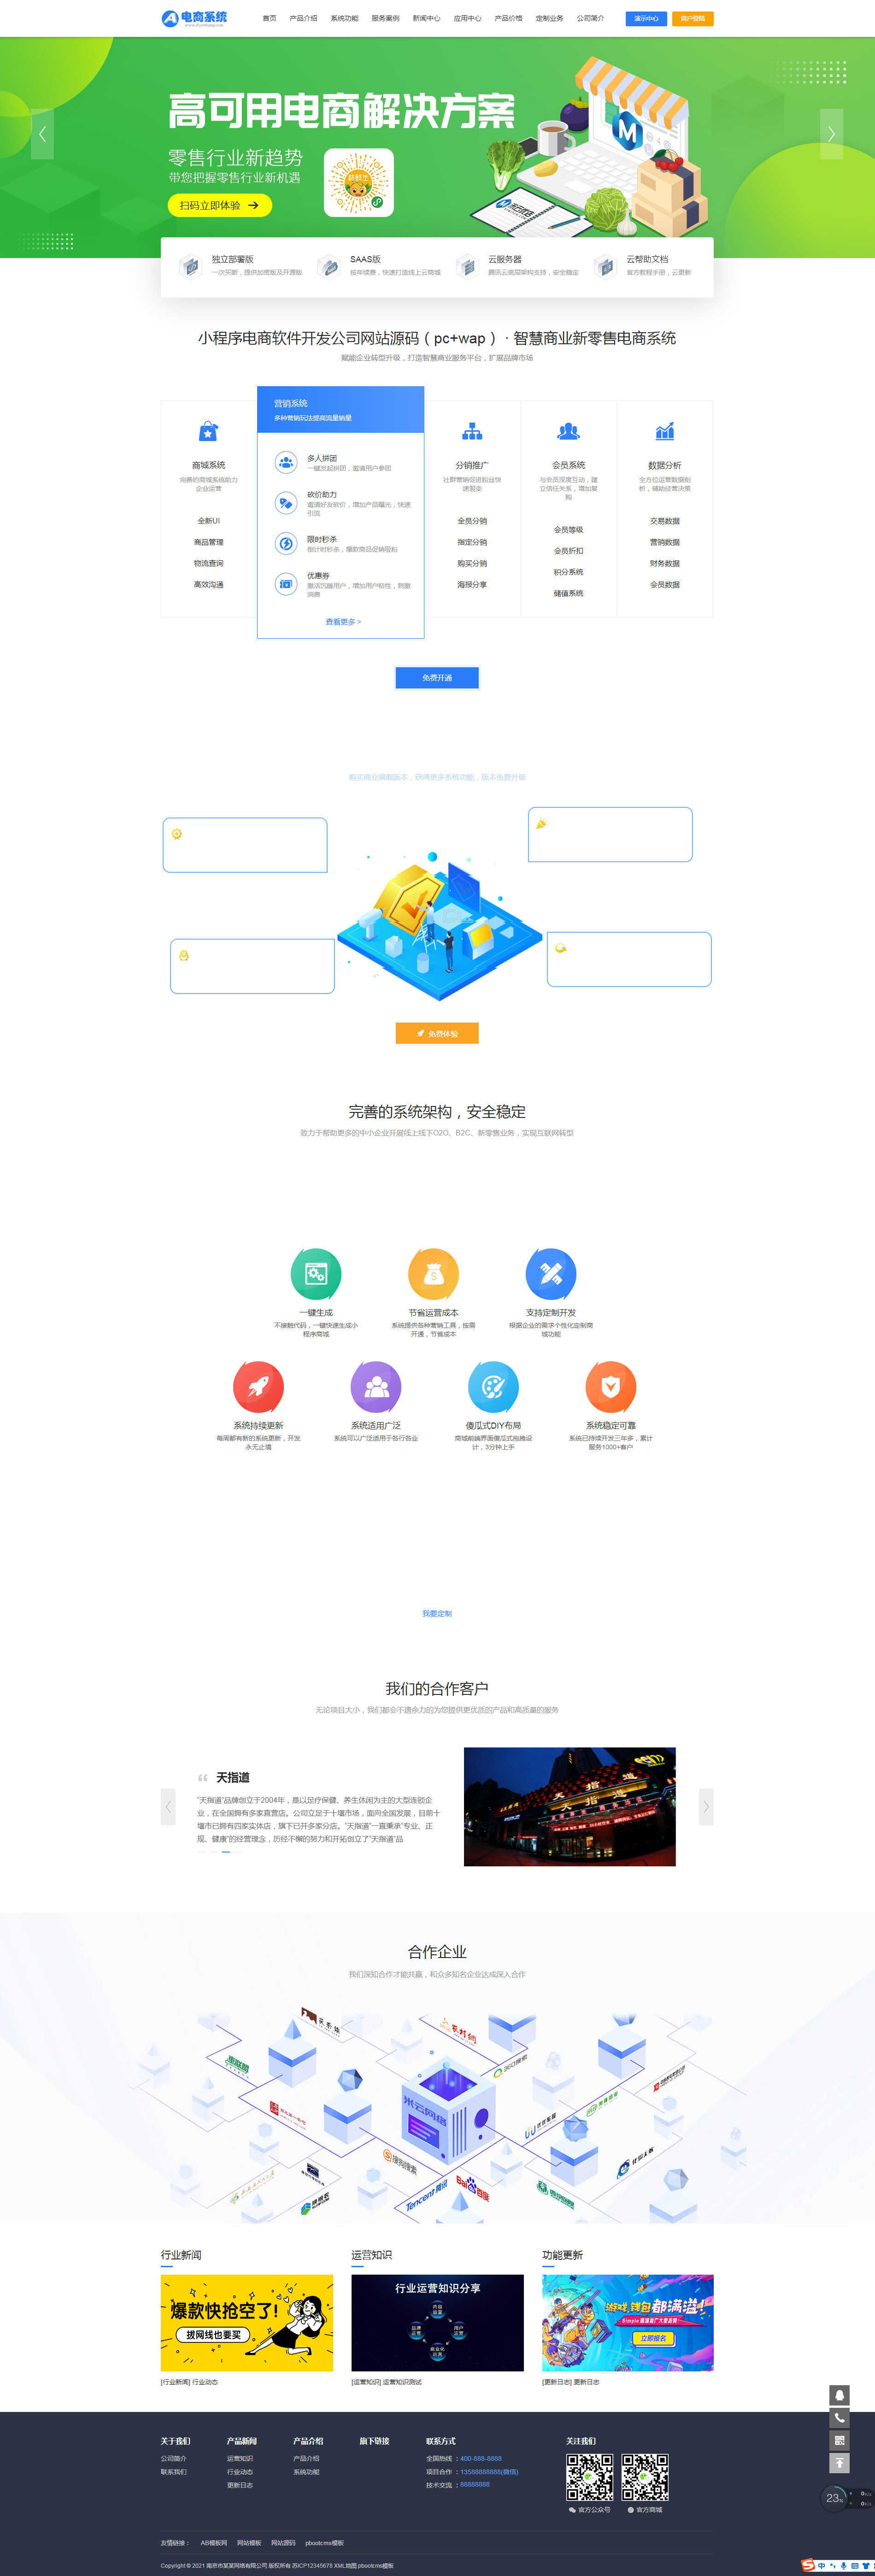 电商系统
首页 产品介绍 系统功能 服务案例 新闻中心 应用中心 产品价格 定制业务 公司简介 演示中心 商户登陆
高可用电商解决方案
零售行业新趋势
带您把握零售行业新机遇
扫码立即体验
独立部署版
一次买断，提供加密版及开源版
SAAS版
按年续费，快速打造线上云商城
云服务器
腾讯云底层架构支持，安全稳定
云帮助文档
官方教程手册，云更新
小程序电商软件开发公司网站源码（pc+wap）· 智慧商业新零售电商系统
赋能企业转型升级，打造智慧商业服务平台，扩展品牌市场
商城系统
完善的商城系统助力
企业运营
全新UI
商品管理
物流查询
高效沟通
营销系统
多种营销玩法提高流量销量
多人拼团
一键发起拼团，邀请用户参团
砍价助力
邀请好友砍价，增加产品曝光，快速
引流
限时秒杀
倒计时秒杀，爆款商品促销吸粉
优惠券
激活沉睡用户，增加用户粘性，刺激
消费
查看更多 >
分销推广
社群营销促进粉丝快
速裂变
全员分销
指定分销
购买分销
海报分享
会员系统
与会员深度互动，建
立信任关系，增加复
购
会员等级
会员折扣
积分系统
储值系统
数据分析
全方位运营数据剖
析，辅助经营决策
交易数据
营销数据
财务数据
会员数据
免费开通
购买商业旗舰版本，获得更多系统功能，版本免费升级
免费体验
完善的系统架构，安全稳定
致力于帮助更多的中小企业开展线上线下O2O、B2C、新零售业务，实现互联网转型
一键生成
不接触代码，一键快速生成小
程序商城
节省运营成本
系统提供各种营销工具，按需
开通，节省成本
支持定制开发
根据企业的需求个性化定制商
城功能
系统持续更新
每周都有新的系统更新，开发
永无止境
系统适用广泛
系统可以广泛适用于各行各业
傻瓜式DIY布局
商城前端界面傻瓜式拖拽设
计，3分钟上手
系统稳定可靠
系统已持续开发三年多，累计
服务1000+客户
我要定制
我们的合作客户
无论项目大小，我们都会不遗余力的为您提供更优质的产品和高质量的服务
天指道
“天指道”品牌创立于2004年，是以足疗保健、养生休闲为主的大型连锁企
业，在全国拥有多家直营店。公司立足于十堰市场，面向全国发展，目前十
堰市已拥有四家实体店，旗下已开多家分店。“天指道”一直秉承“专业、正
规、健康”的经营理念，历经不懈的努力和开拓创立了“天指道”品
天指道
合作企业
我们深知合作才能共赢，和众多知名企业达成深入合作
360搜索
米云网络
搜狗搜索
Tencent 腾讯
Baidu百度
行业新闻
爆款快抢空了!
拔网线也要买
[行业新闻] 行业动态
运营知识
行业运营知识分享
内容运营
品牌运营
用户运营
商业化运营
[运营知识] 运营知识测试
功能更新
游戏 钱包都满溢！
立即报名
[更新日志] 更新日志
关于我们
公司简介
联系我们
产品新闻
运营知识
行业动态
更新日志
产品介绍
产品介绍
系统功能
旗下链接
联系方式
全国热线 ：400-888-8888
项目合作 ：13588888888(微信)
技术交流 ：88888888
关注我们
官方公众号
官方商城
23%
友情链接： AB模板网 网站模板 网站源码 pbootcms模板
Copyright © 2021 南京市某某网络有限公司 版权所有 苏ICP12345678 XML地图 pbootcms模板
中